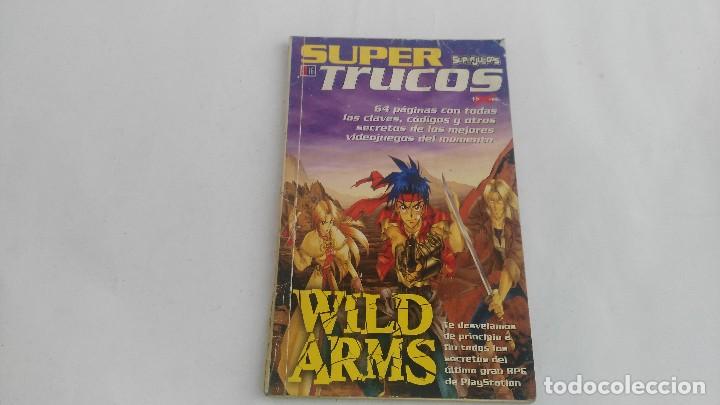 SUPER
SUPERJUEGOS
TRUCOS
64 páginas con todas
las claves, códigos y otros
secretos de los mejores
videojuegos del momento
WILD
ARMS
Te desvelamos
de principio a
fin todos los
secretos del
último gran RPG
de PlayStation
todocoleccion